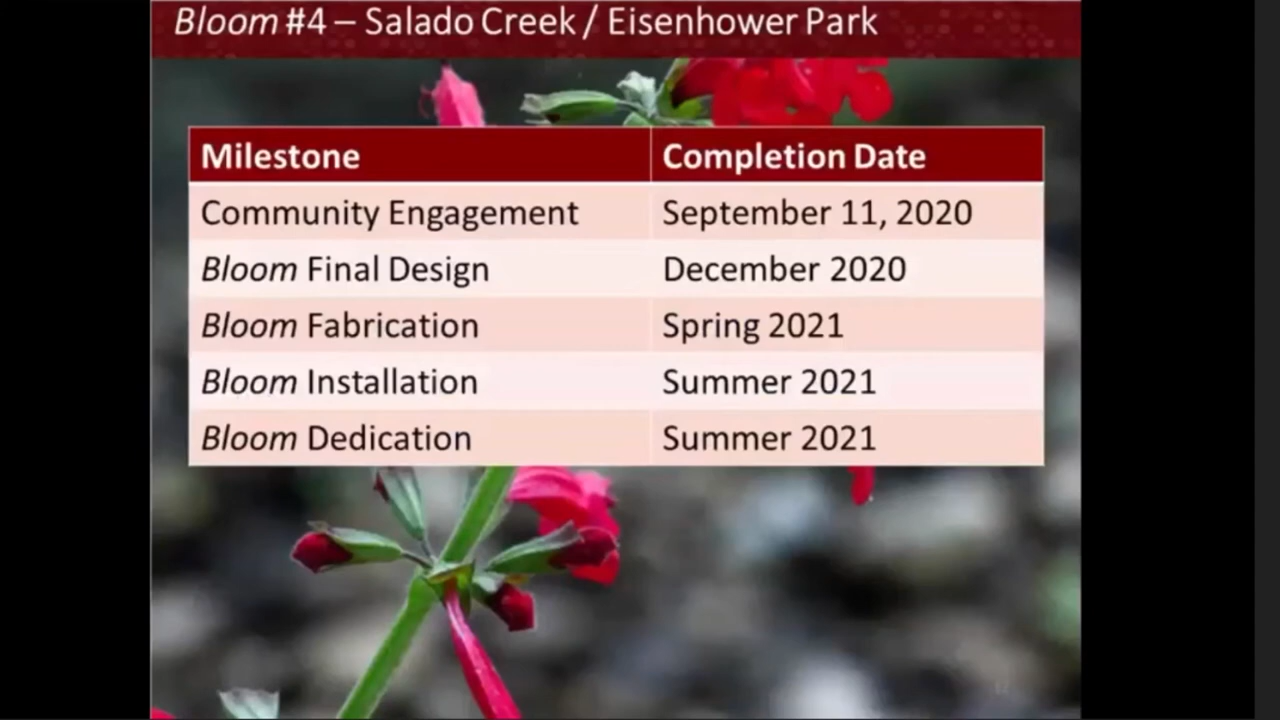 Bloom #4 – Salado Creek / Eisenhower Park
Milestone Completion Date
Community Engagement September 11, 2020
Bloom Final Design December 2020
Bloom Fabrication Spring 2021
Bloom Installation Summer 2021
Bloom Dedication Summer 2021